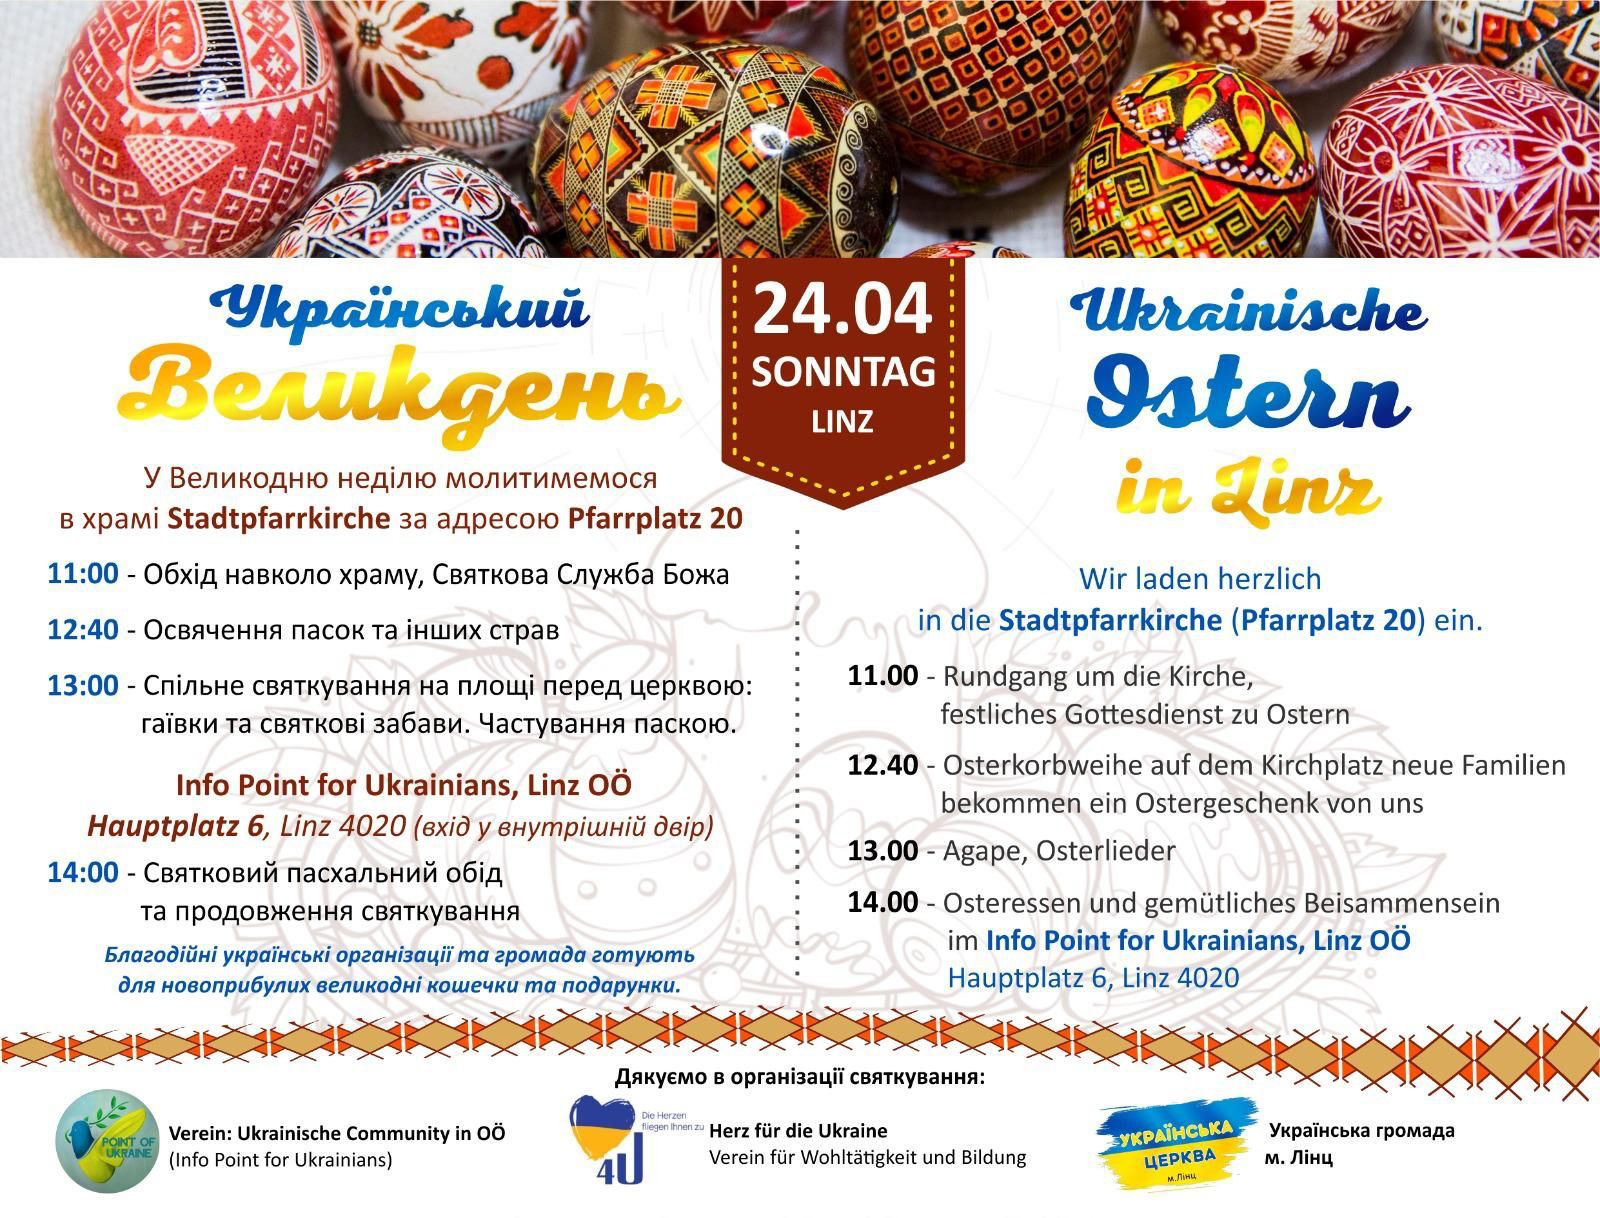 Український
Великдень
У Великодню неділю молитимемося
в храмі Stadtpfarrkirche за адресою Pfarrplatz 20
11:00 - Обхід навколо храму, Святкова Служба Божа
12:40 - Освячення пасок та інших страв
13:00 - Спільне святкування на площі перед церквою:
гаївки та святкові забави. Частування паскою.
Info Point for Ukrainians, Linz OÖ
Hauptplatz 6, Linz 4020 (вхід у внутрішній двір)
14:00 - Святковий пасхальний обід
та продовження святкування
Благодійні українські організації та громада готують
для новоприбулих великодні кошечки та подарунки.
24.04
SONNTAG
LINZ
Ukrainische
Ostern
in Linz
Wir laden herzlich
in die Stadtpfarrkirche (Pfarrplatz 20) ein.
11.00 - Rundgang um die Kirche,
festliches Gottesdienst zu Ostern
12.40 - Osterkorbweihe auf dem Kirchplatz neue Familien
bekommen ein Ostergeschenk von uns
13.00 - Agape, Osterlieder
14.00 - Osteressen und gemütliches Beisammensein
im Info Point for Ukrainians, Linz OÖ
Hauptplatz 6, Linz 4020
Дякуємо в організації святкування:
POINT OF
UKRAINE
Verein: Ukrainische Community in OÖ
(Info Point for Ukrainians)
Die Herzen
fliegen Ihnen zu
4U
Herz für die Ukraine
Verein für Wohltätigkeit und Bildung
УКРАЇНСЬКА
ЦЕРКВА
м.Лінц
Українська громада
м. Лінц